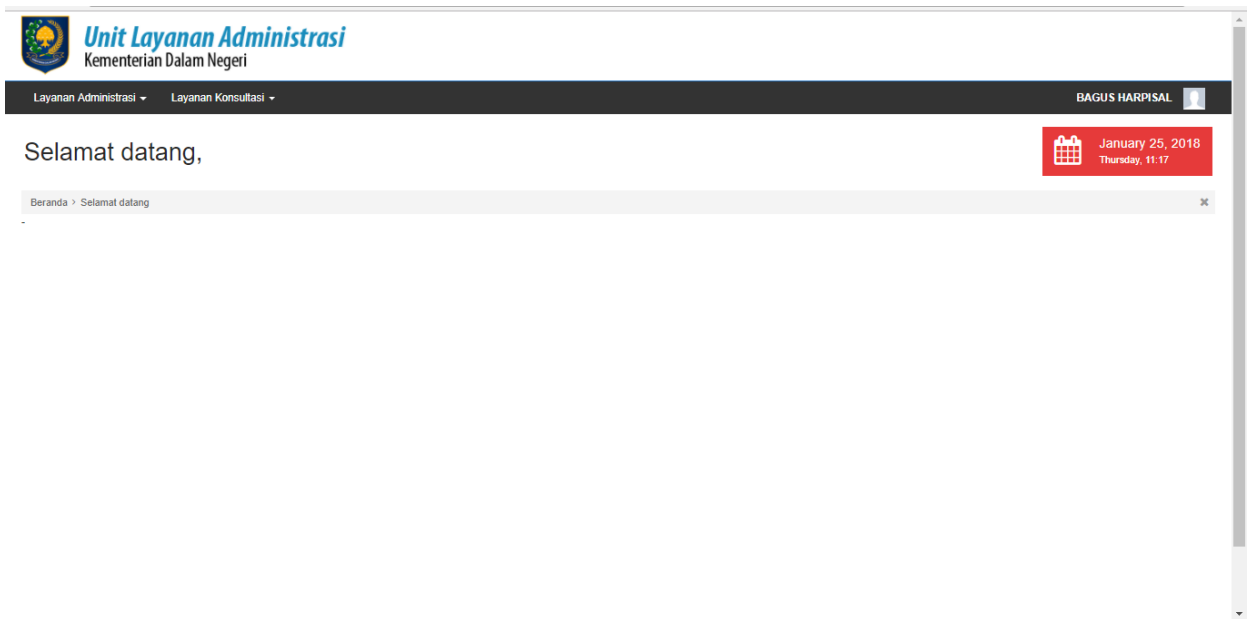 Unit Layanan Administrasi
Kementerian Dalam Negeri
Layanan Administrasi Layanan Konsultasi BAGUS HARPISAL
Selamat datang,
January 25, 2018
Thursday, 11:17
Beranda > Selamat datang
-